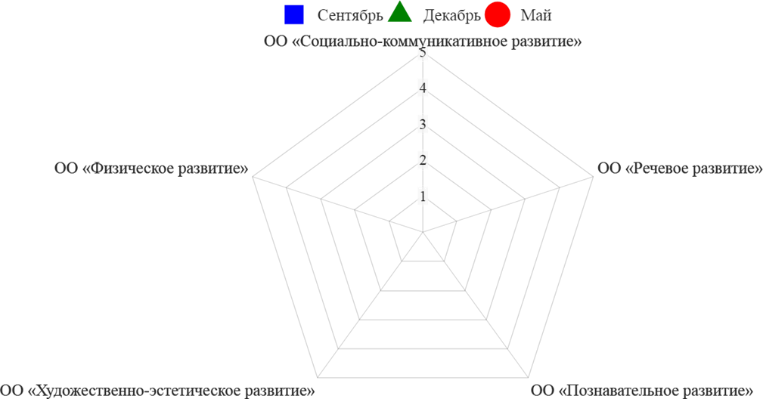 Сентябрь Декабрь Май
ОО «Социально-коммуникативное развитие»
5
4
3
ОО «Физическое развитие» ОО «Речевое развитие»
2
1
ОО «Художественно-эстетическое развитие» ОО «Познавательное развитие»